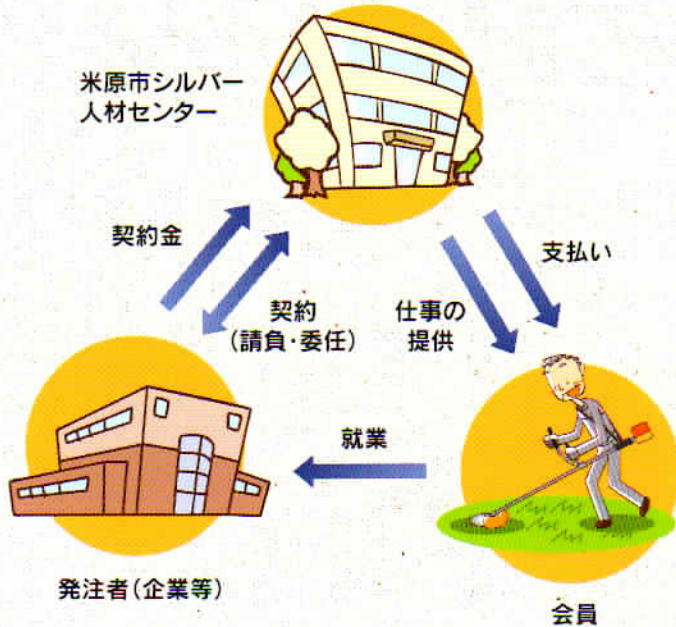 米原市シルバー
人材センター
契約金
支払い
契約
（請負・委任）
仕事の
提供
就業
発注者（企業等）
会員